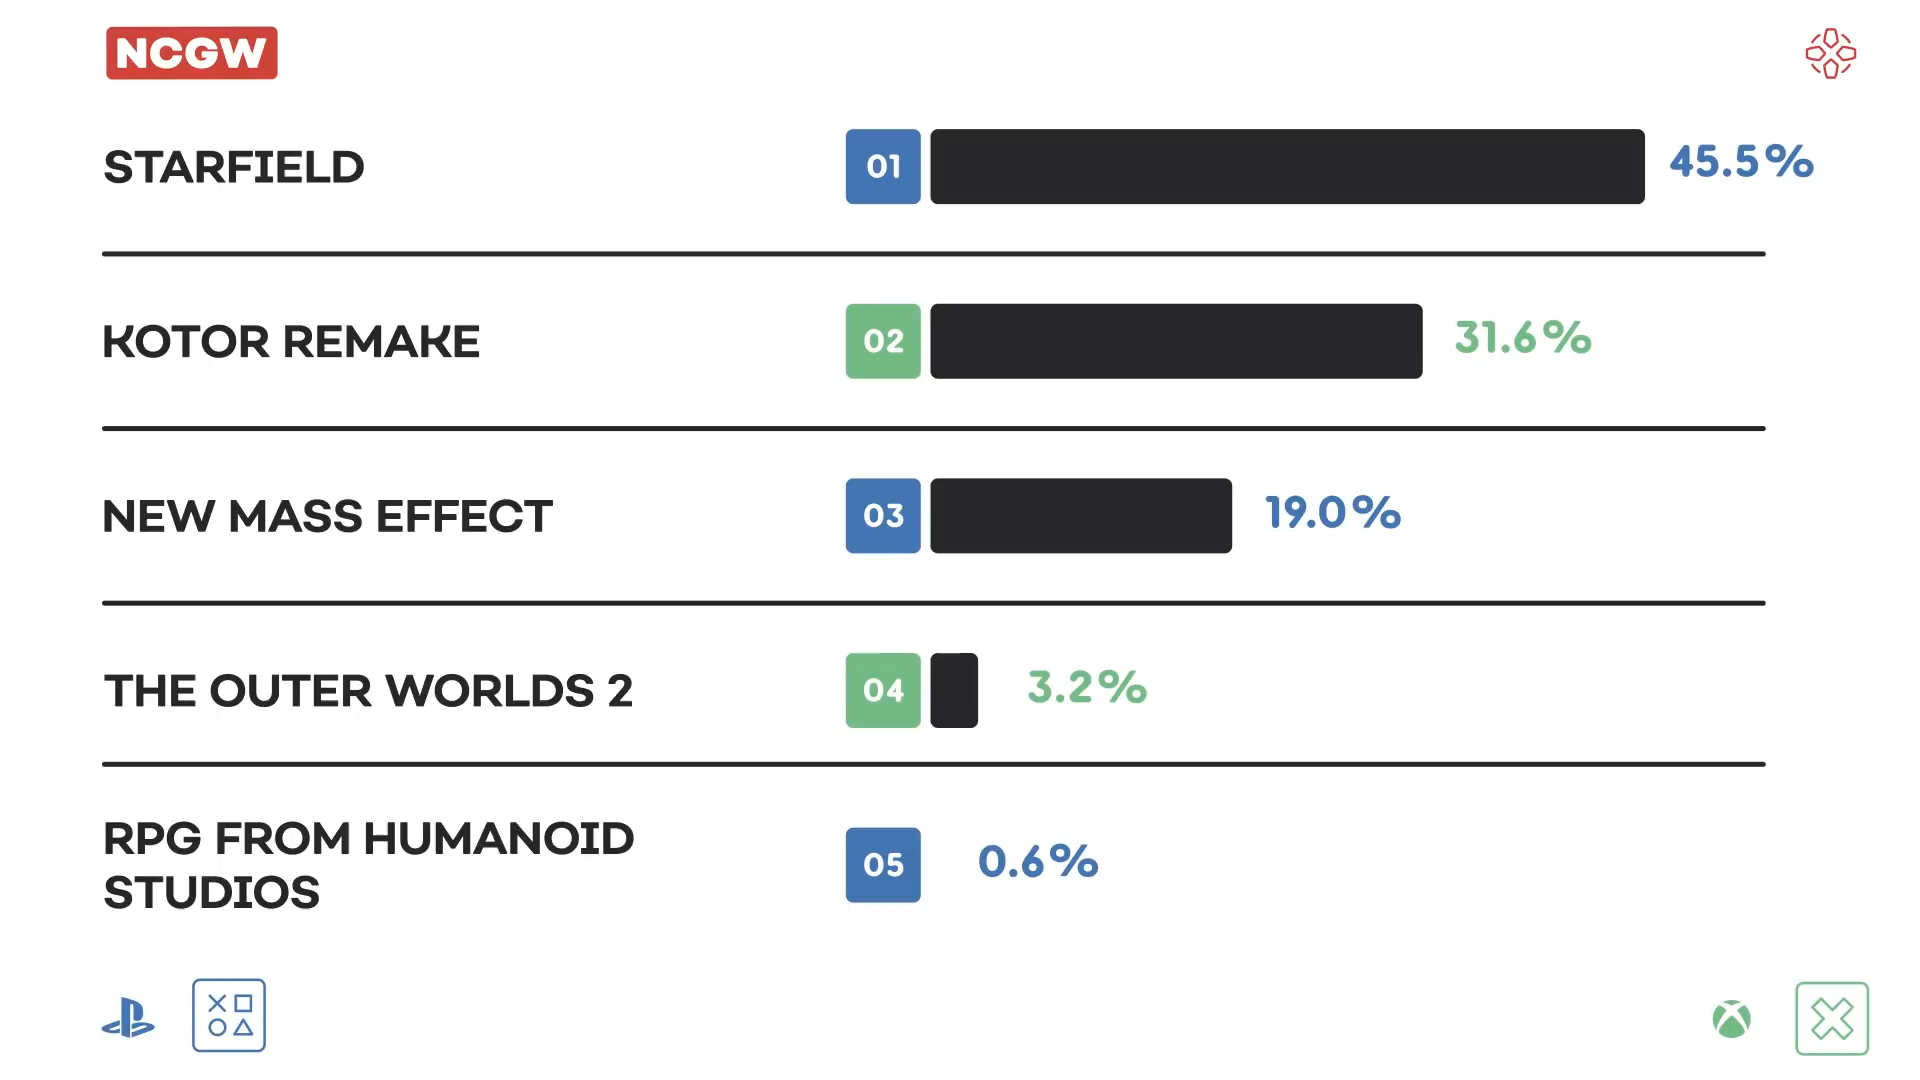 NCGW
STARFIELD
01
45.5%
KOTOR REMAKE
02
31.6%
NEW MASS EFFECT
03
19.0%
THE OUTER WORLDS 2
04
3.2%
RPG FROM HUMANOID
STUDIOS
05
0.6%